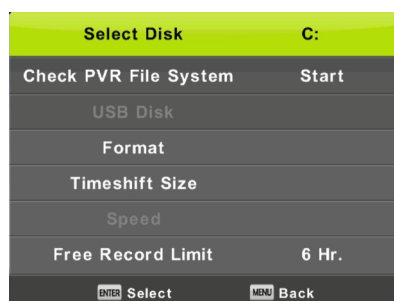 Select Disk C:
Check PVR File System Start
USB Disk
Format
Timeshift Size
Speed
Free Record Limit 6 Hr.
ENTER Select MENU Back